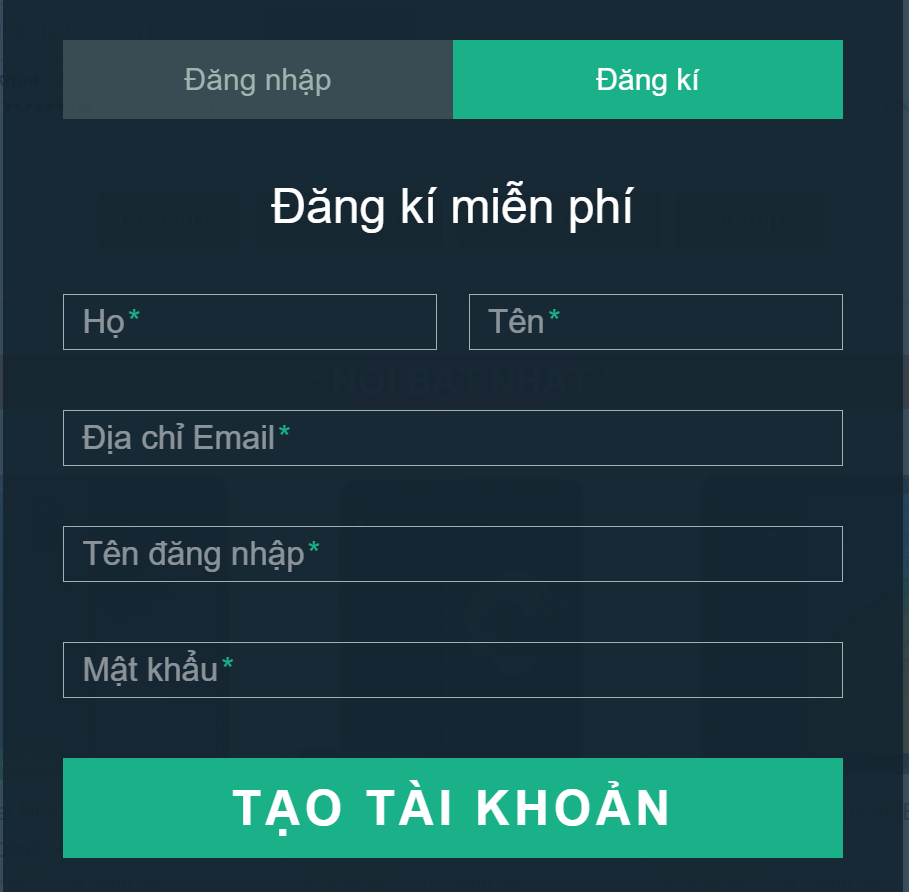 Đăng nhập Đăng kí
Đăng kí miễn phí
Họ* Tên*
Địa chỉ Email*
Tên đăng nhập*
Mật khẩu*
TẠO TÀI KHOẢN